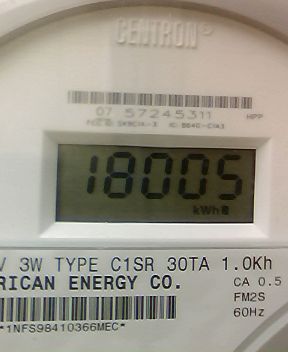 CENTRON®
07 57245311 HPP
18005
kWh
V 3W TYPE C1SR 30TA 1.0Kh
RICAN ENERGY CO. CA 0.5
FM2S
60Hz
*1NFS98410366MEC*